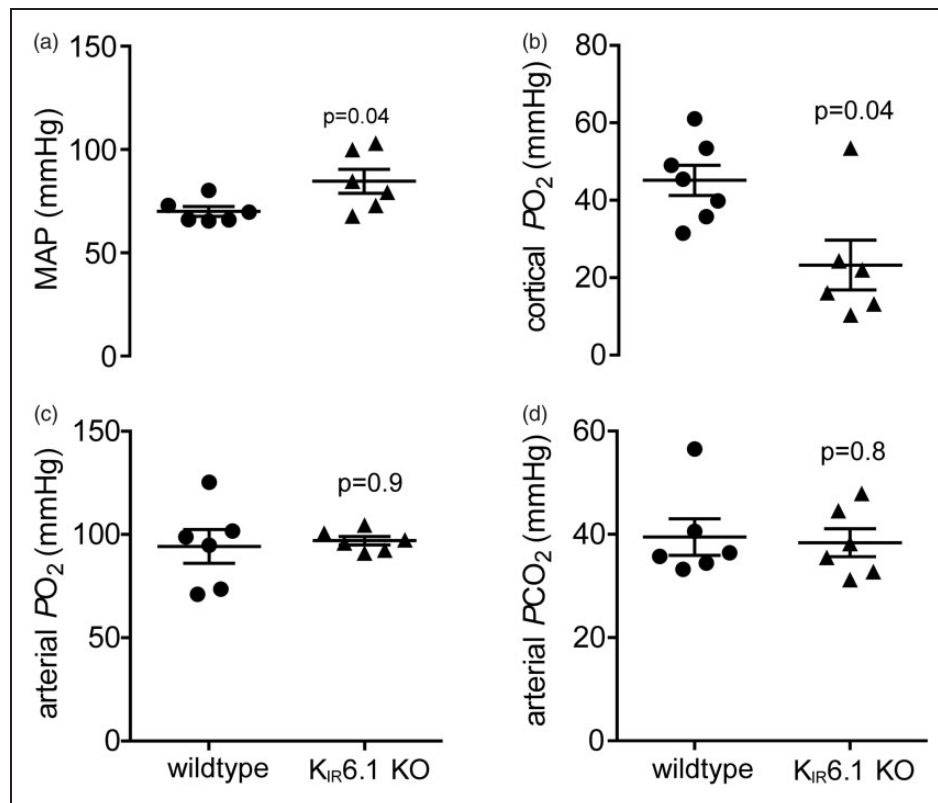 (a)
MAP (mmHg)
150
100
50
0
p=0.04
(b)
cortical PO₂ (mmHg)
80
60
40
20
0
p=0.04
(c)
arterial PO₂ (mmHg)
150
100
50
0
p=0.9
wildtype
K_IR6.1 KO
(d)
arterial PCO₂ (mmHg)
60
40
20
0
p=0.8
wildtype
K_IR6.1 KO